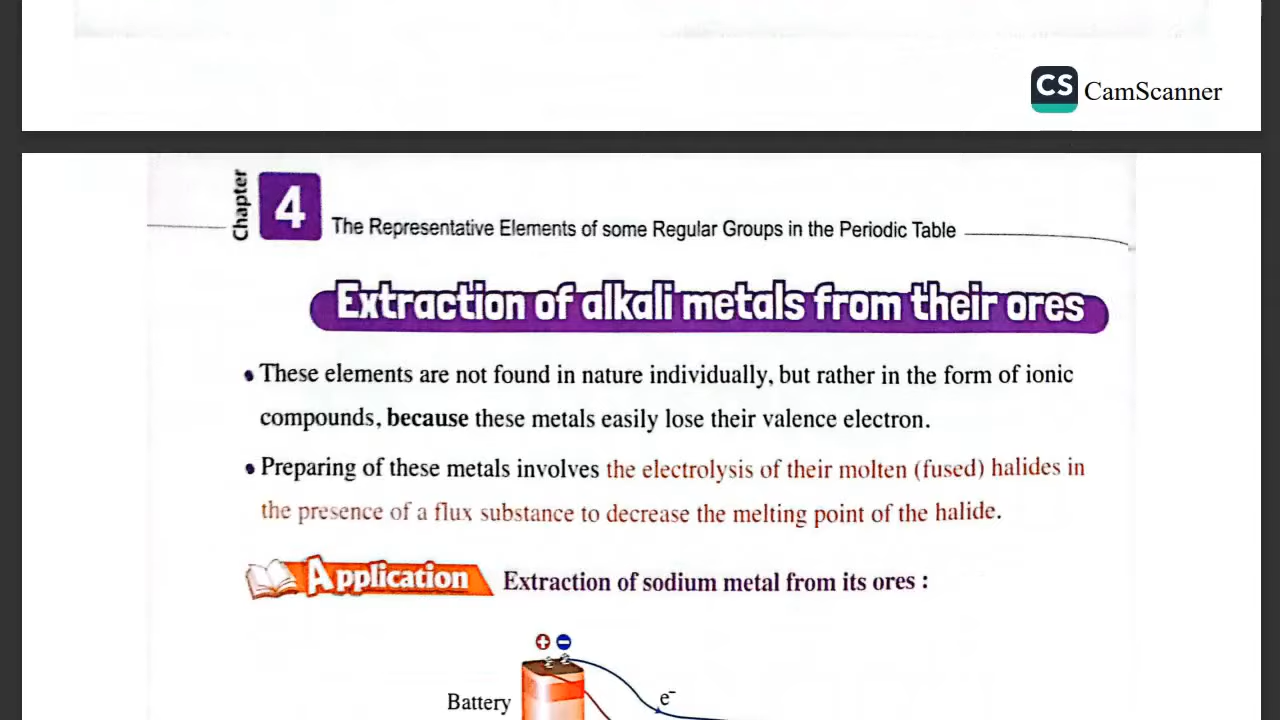 CS CamScanner
Chapter 4
The Representative Elements of some Regular Groups in the Periodic Table
Extraction of alkali metals from their ores
• These elements are not found in nature individually, but rather in the form of ionic
compounds, because these metals easily lose their valence electron.
• Preparing of these metals involves the electrolysis of their molten (fused) halides in
the presence of a flux substance to decrease the melting point of the halide.
Application Extraction of sodium metal from its ores :
+ −
Battery e⁻